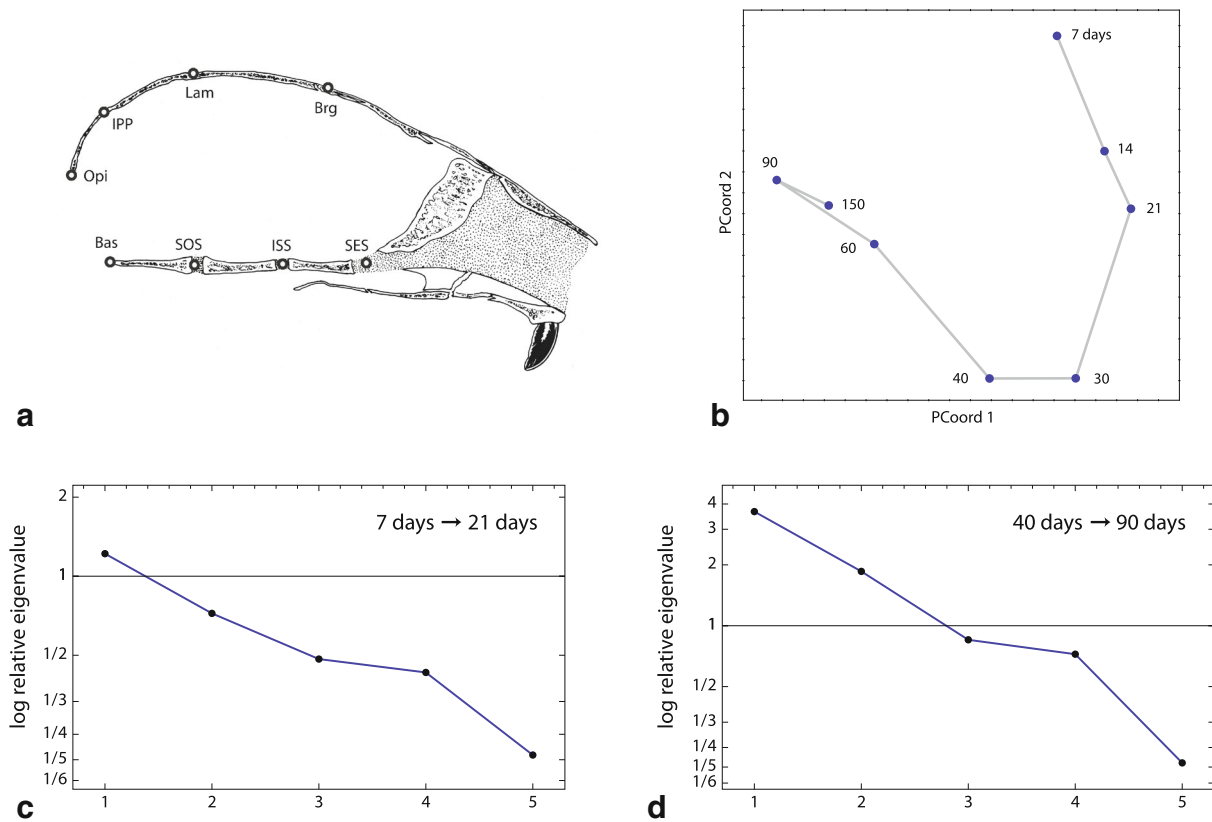 a
Lam
Brg
IPP
Opi
Bas
SOS
ISS
SES
b
7 days
14
21
30
40
60
90
150
PCoord 2
PCoord 1
c
7 days → 21 days
log relative eigenvalue
2
1
1/2
1/3
1/4
1/5
1/6
1 2 3 4 5
d
40 days → 90 days
log relative eigenvalue
4
3
2
1
1/2
1/3
1/4
1/5
1/6
1 2 3 4 5